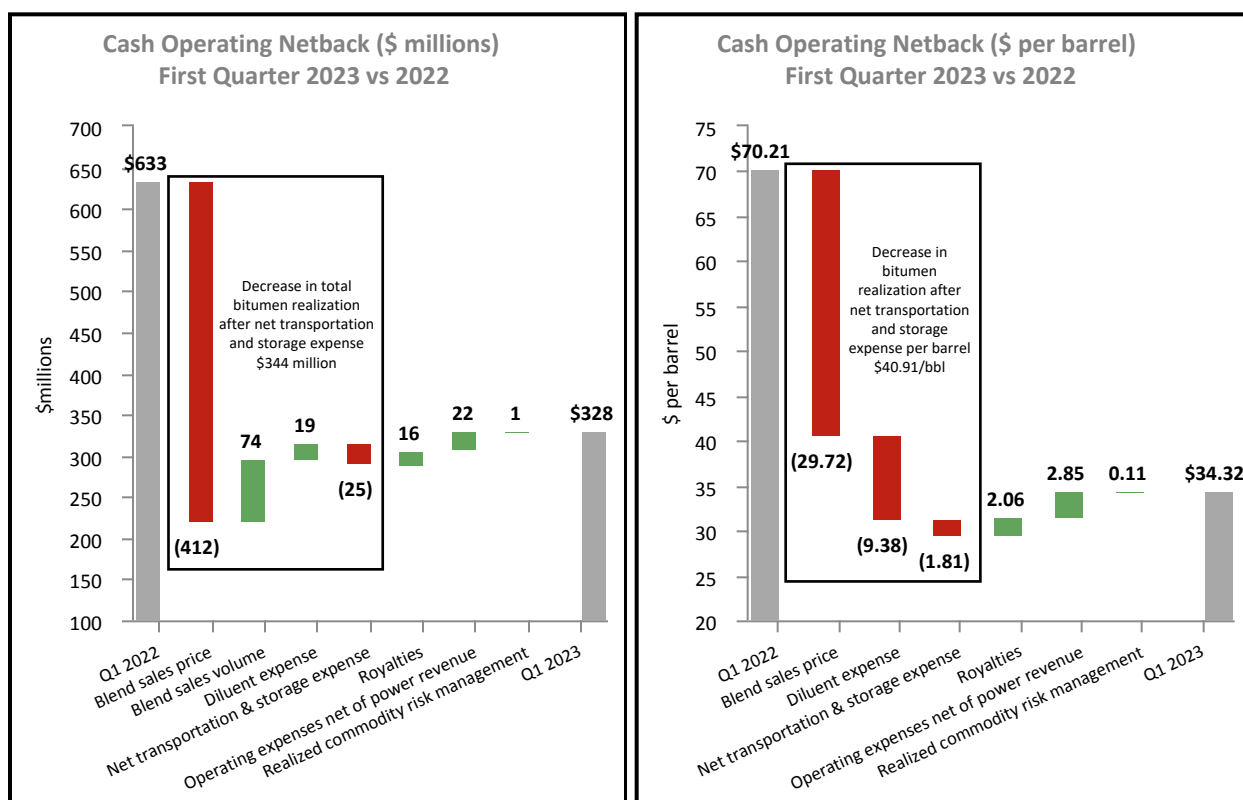 Cash Operating Netback ($ millions)
First Quarter 2023 vs 2022
700
650
600
550
500
450
400
350
300
250
200
150
100
$millions
$633
(412)
74
19
(25)
16
22
1
$328
Decrease in total
bitumen realization
after net transportation
and storage expense
$344 million
Q1 2022
Blend sales price
Blend sales volume
Diluent expense
Net transportation & storage expense
Royalties
Operating expenses net of power revenue
Realized commodity risk management
Q1 2023
Cash Operating Netback ($ per barrel)
First Quarter 2023 vs 2022
75
70
65
60
55
50
45
40
35
30
25
20
$ per barrel
$70.21
(29.72)
(9.38)
(1.81)
2.06
2.85
0.11
$34.32
Decrease in
bitumen
realization after
net transportation
and storage
expense per barrel
$40.91/bbl
Q1 2022
Blend sales price
Diluent expense
Net transportation & storage expense
Royalties
Operating expenses net of power revenue
Realized commodity risk management
Q1 2023